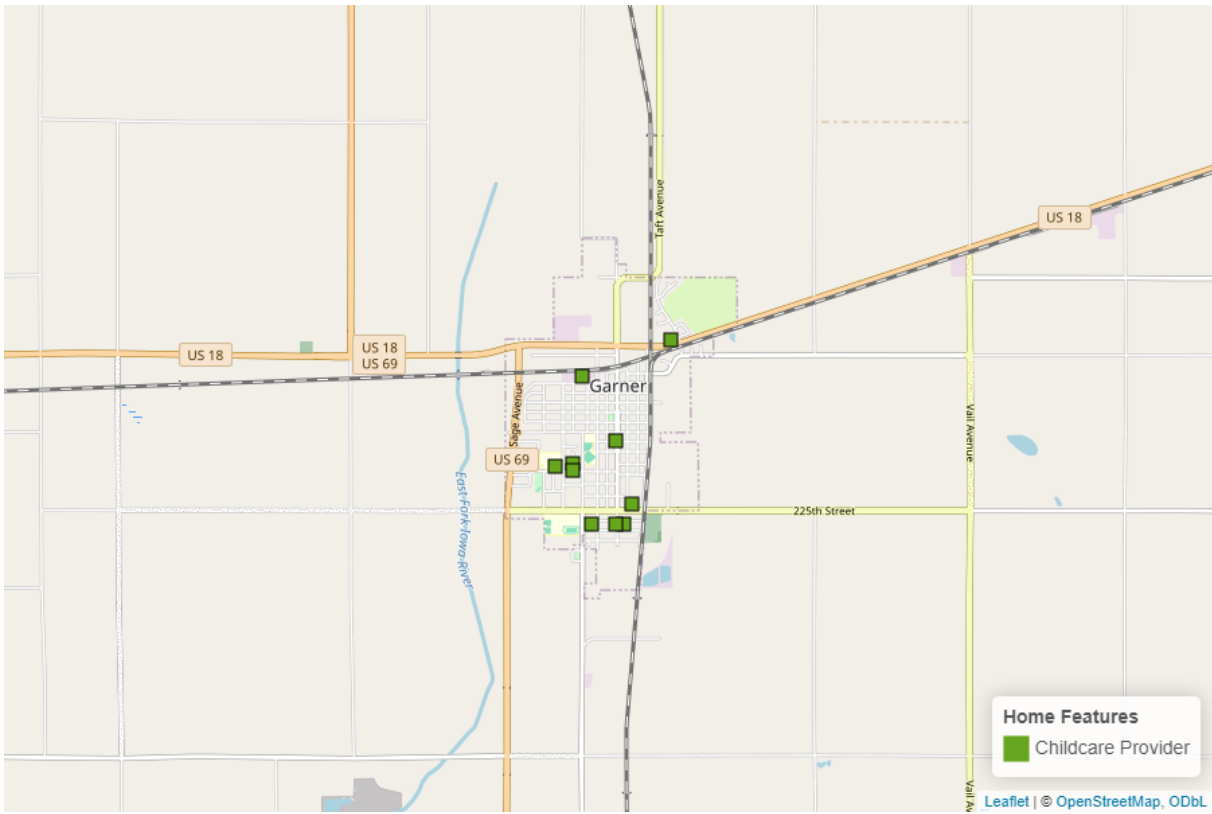 Taft Avenue
US 18
US 18
US 18
US 69
Garner
Sage Avenue
US 69
Vail Avenue
East Fork Iowa River
225th Street
Home Features
Childcare Provider
Vail Av
Leaflet | © OpenStreetMap, ODbL